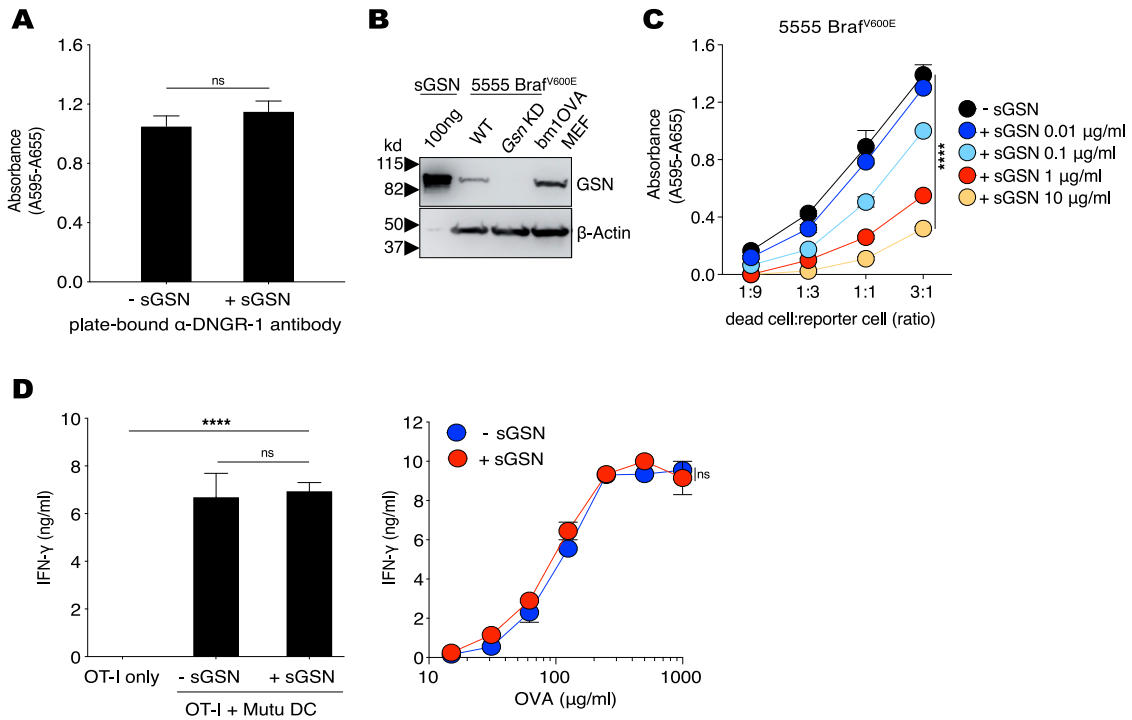 A
1.6
1.2
0.8
0.4
0.0
Absorbance
(A595-A655)
ns
- sGSN
+ sGSN
plate-bound α-DNGR-1 antibody
B
sGSN
5555 BrafV600E
100ng
WT
Gsn KD
bm1OVA
MEF
kd
115
82
50
37
GSN
β-Actin
C
5555 BrafV600E
1.6
1.2
0.8
0.4
0.0
Absorbance
(A595-A655)
1:9
1:3
1:1
3:1
dead cell:reporter cell (ratio)
****
- sGSN
+ sGSN 0.01 μg/ml
+ sGSN 0.1 μg/ml
+ sGSN 1 μg/ml
+ sGSN 10 μg/ml
D
10
8
6
4
2
0
IFN-γ (ng/ml)
****
ns
OT-I only
- sGSN
+ sGSN
OT-I + Mutu DC
- sGSN
+ sGSN
10
8
6
4
2
0
IFN-γ (ng/ml)
ns
10
100
1000
OVA (μg/ml)